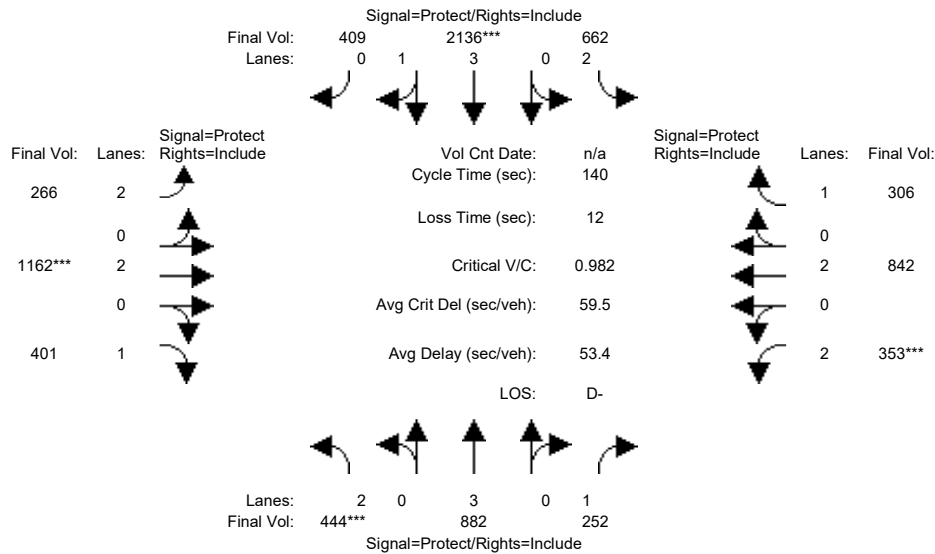 Signal=Protect/Rights=Include
Final Vol: 409 2136*** 662
Lanes: 0 1 3 0 2
Signal=Protect Signal=Protect
Final Vol: Lanes: Rights=Include Vol Cnt Date: n/a Rights=Include Lanes: Final Vol:
Cycle Time (sec): 140
266 2 1 306
Loss Time (sec): 12
0 0
1162*** 2 Critical V/C: 0.982 2 842
0 Avg Crit Del (sec/veh): 59.5 0
401 1 Avg Delay (sec/veh): 53.4 2 353***
LOS: D-
Lanes: 2 0 3 0 1
Final Vol: 444*** 882 252
Signal=Protect/Rights=Include